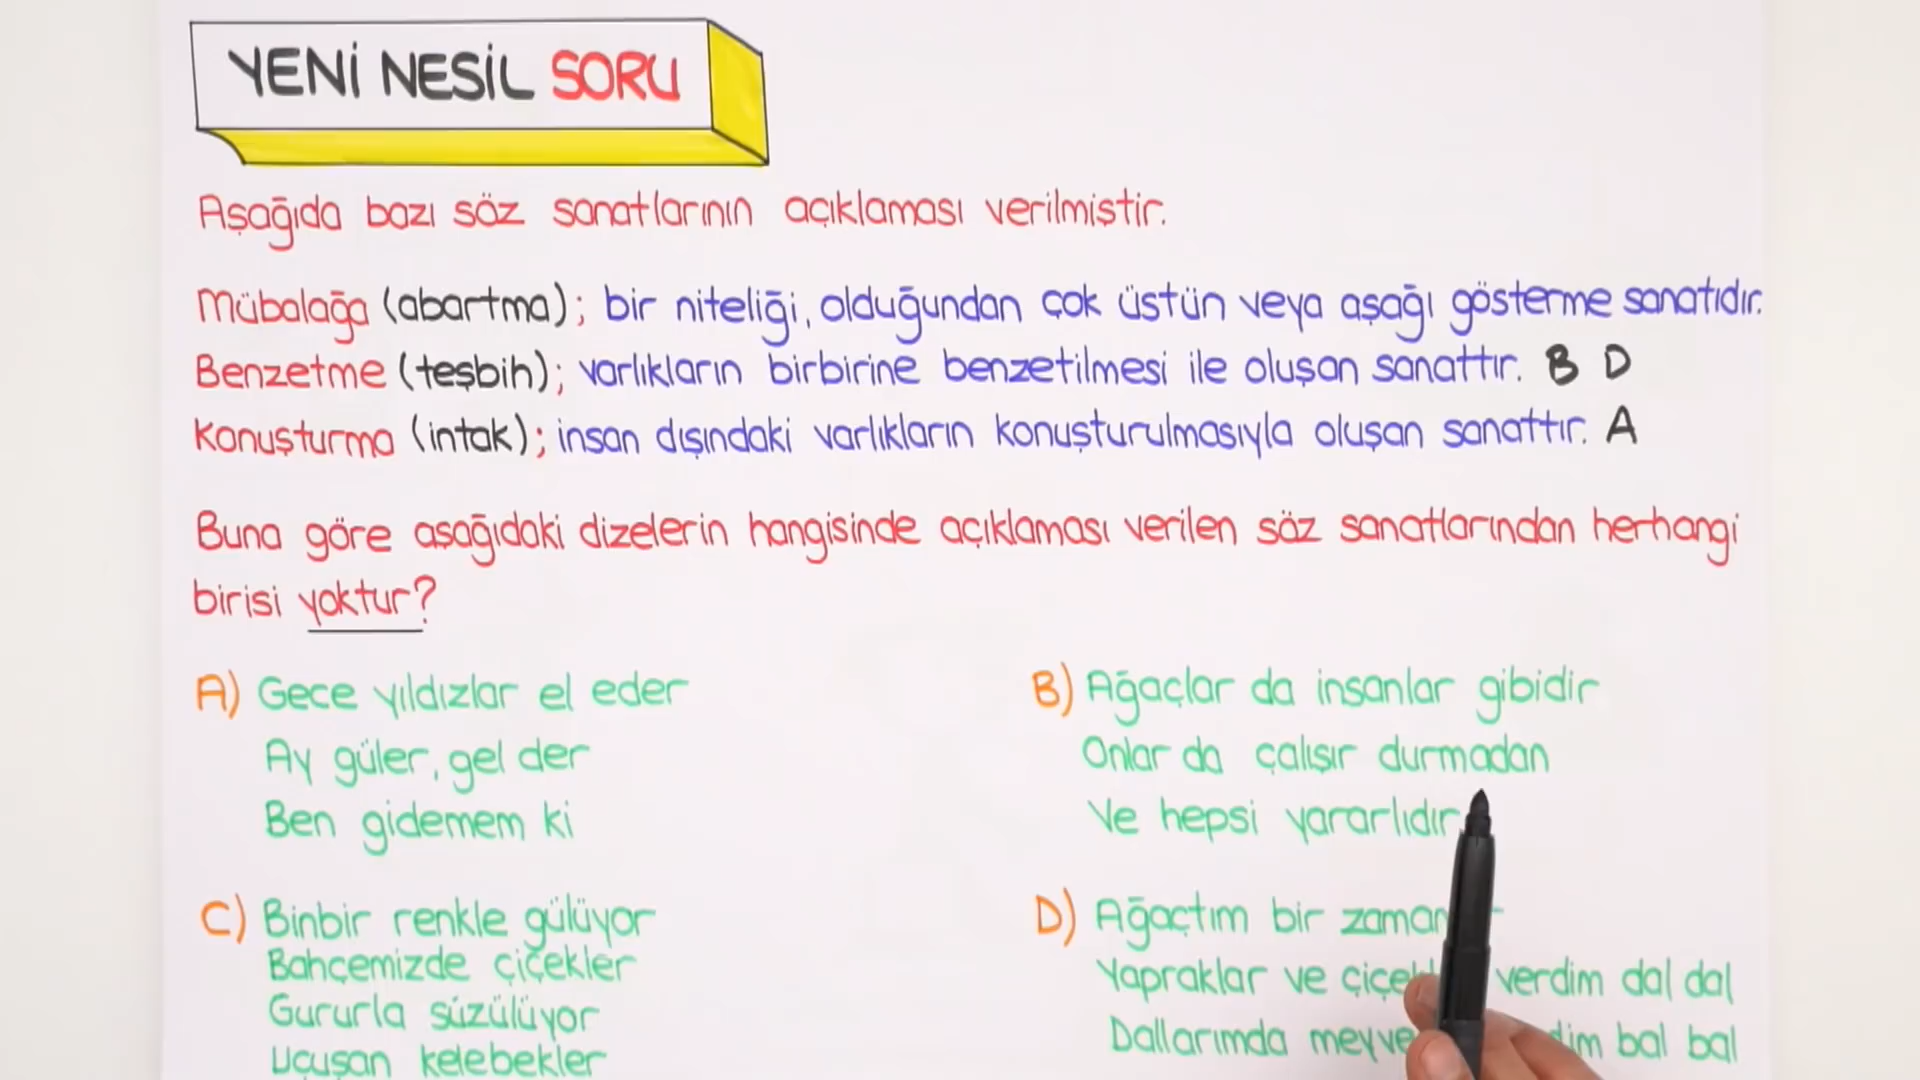 YENİ NESİL SORU
Aşağıda bazı söz sanatlarının açıklaması verilmiştir.
Mübalağa (abartma); bir niteliği, olduğundan çok üstün veya aşağı gösterme sanatıdır.
Benzetme (teşbih); varlıkların birbirine benzetilmesi ile oluşan sanattır. B D
Konuşturma (intak); insan dışındaki varlıkların konuşturulmasıyla oluşan sanattır. A
Buna göre aşağıdaki dizelerin hangisinde açıklaması verilen söz sanatlarından herhangi
birisi yoktur?
A) Gece yıldızlar el eder
Ay güler, gel der
Ben gidemem ki
B) Ağaçlar da insanlar gibidir
Onlar da çalışır durmadan
Ve hepsi yararlıdır
C) Binbir renkle gülüyor
Bahçemizde çiçekler
Gururla süzülüyor
Uçuşan kelebekler
D) Ağaçtım bir
Yapraklar ve verdim dal dal
Dallarımda bal bal